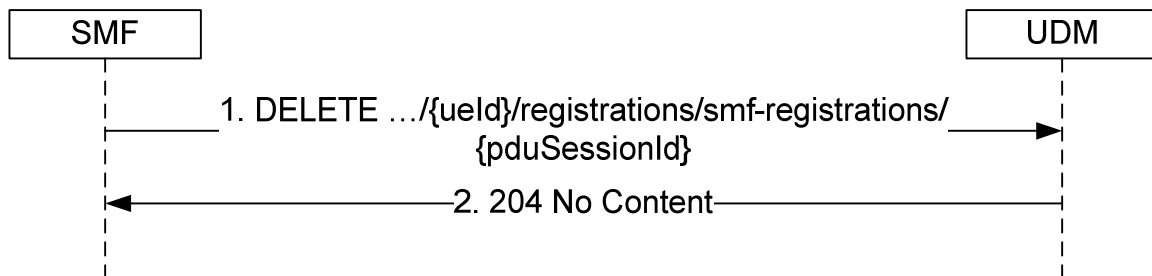 SMF
UDM
1. DELETE …/{ueId}/registrations/smf-registrations/
{pduSessionId}
2. 204 No Content